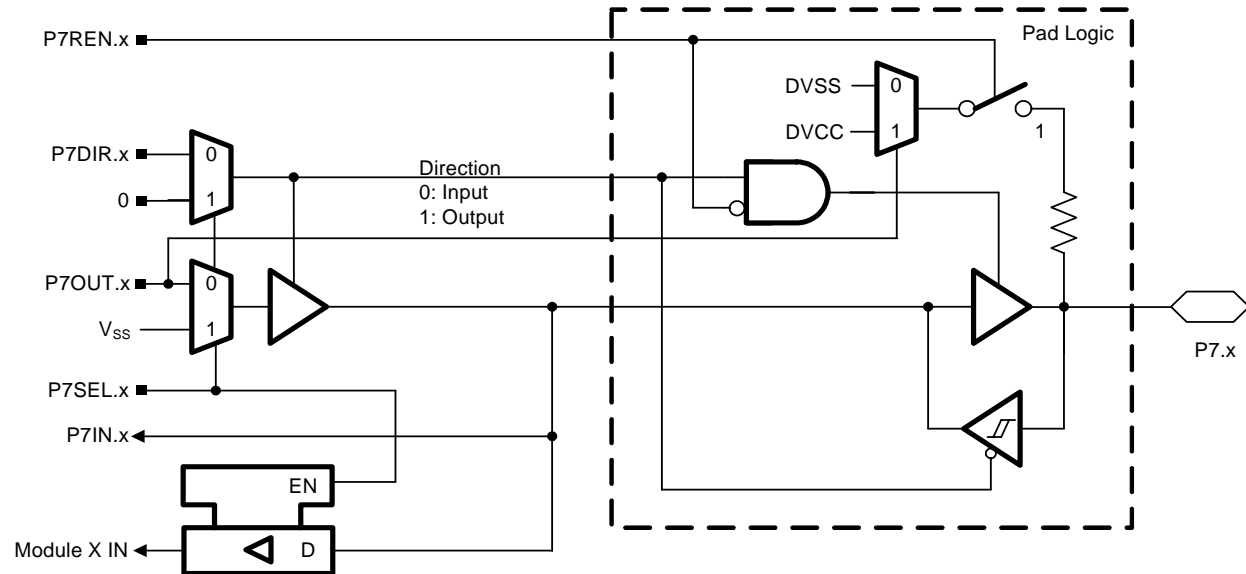 P7REN.x
Pad Logic
DVSS
0
DVCC
1
1
P7DIR.x
0
0
1
Direction
0: Input
1: Output
P7OUT.x
0
VSS
1
P7SEL.x
P7.x
P7IN.x
EN
Module X IN
D